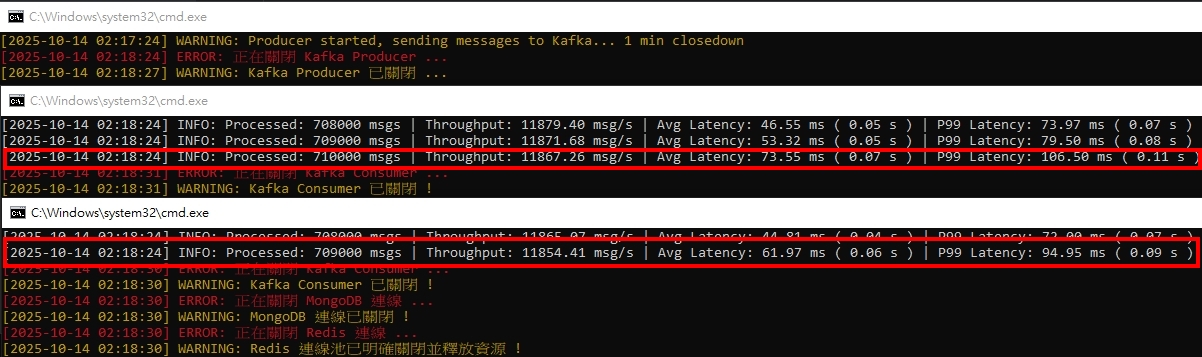 C:\Windows\system32\cmd.exe
[2025-10-14 02:17:24] WARNING: Producer started, sending messages to Kafka... 1 min closedown
[2025-10-14 02:18:24] ERROR: 正在關閉 Kafka Producer ...
[2025-10-14 02:18:27] WARNING: Kafka Producer 已關閉 ...
C:\Windows\system32\cmd.exe
[2025-10-14 02:18:24] INFO: Processed: 708000 msgs | Throughput: 11879.40 msg/s | Avg Latency: 46.55 ms ( 0.05 s ) | P99 Latency: 73.97 ms ( 0.07 s )
[2025-10-14 02:18:24] INFO: Processed: 709000 msgs | Throughput: 11871.68 msg/s | Avg Latency: 53.32 ms ( 0.05 s ) | P99 Latency: 79.50 ms ( 0.08 s )
[2025-10-14 02:18:24] INFO: Processed: 710000 msgs | Throughput: 11867.26 msg/s | Avg Latency: 73.55 ms ( 0.07 s ) | P99 Latency: 106.50 ms ( 0.11 s )
[2025-10-14 02:18:24] ERROR: 正在關閉 Kafka Consumer ...
[2025-10-14 02:18:31] WARNING: Kafka Consumer 已關閉 !
C:\Windows\system32\cmd.exe
[2025-10-14 02:18:24] INFO: Processed: 708000 msgs | Throughput: 11865.07 msg/s | Avg Latency: 44.81 ms ( 0.04 s ) | P99 Latency: 72.00 ms ( 0.07 s )
[2025-10-14 02:18:24] INFO: Processed: 709000 msgs | Throughput: 11854.41 msg/s | Avg Latency: 61.97 ms ( 0.06 s ) | P99 Latency: 94.95 ms ( 0.09 s )
[2025-10-14 02:18:24] ERROR: 正在關閉 Kafka Consumer ...
[2025-10-14 02:18:30] WARNING: Kafka Consumer 已關閉 !
[2025-10-14 02:18:30] ERROR: 正在關閉 MongoDB 連線 ...
[2025-10-14 02:18:30] WARNING: MongoDB 連線已關閉 !
[2025-10-14 02:18:30] ERROR: 正在關閉 Redis 連線 ...
[2025-10-14 02:18:30] WARNING: Redis 連線池已明確關閉並釋放資源 !